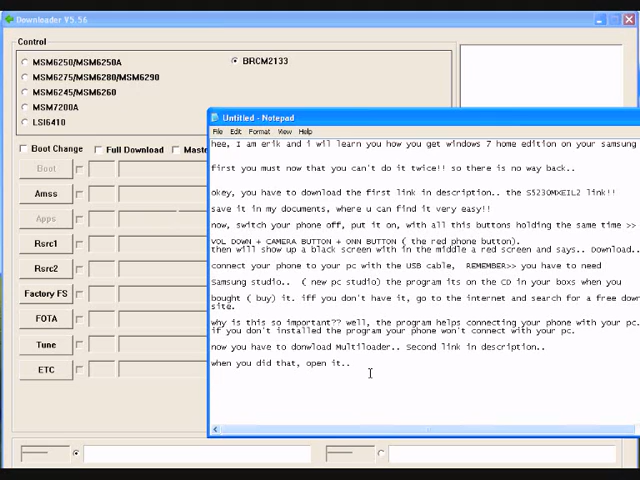 Downloader V5.56
Control
MSM6250/MSM6250A
BRCM2133
MSM6275/MSM6280/MSM6290
MSM6245/MSM6260
MSM7200A
LSI6410
Boot Change
Full Download
Boot
Amss
Apps
Rsrc1
Rsrc2
Factory FS
FOTA
Tune
ETC
Untitled - Notepad
File Edit Format View Help
hee, I am erik and i wil learn you how you get windows 7 home edition on your samsung
first you must now that you can't do it twice!! so there is no way back..
okey, you have to download the first link in description.. the S5230MXEIL2 link!!
save it in my documents, where u can find it very easy!!
now, switch your phone off, put it on, with all this buttons holding the same time >>
VOL DOWN + CAMERA BUTTON + ONN BUTTON ( the red phone button).
then will show up a black screen with in the middle a red screen and says.. Download..
connect your phone to your pc with the USB cable, REMEMBER>> you have to need
Samsung studio.. ( new pc studio) the program its on the CD in your boxs when you
bought ( buy) it. iff you don't have it, go to the internet and search for a free down
site.
why is this so important?? well, the program helps connecting your phone with your pc.
if you don't installed the program your phone won't connect with your pc.
now you have to donwload Multiloader.. Second link in description..
when you did that, open it..